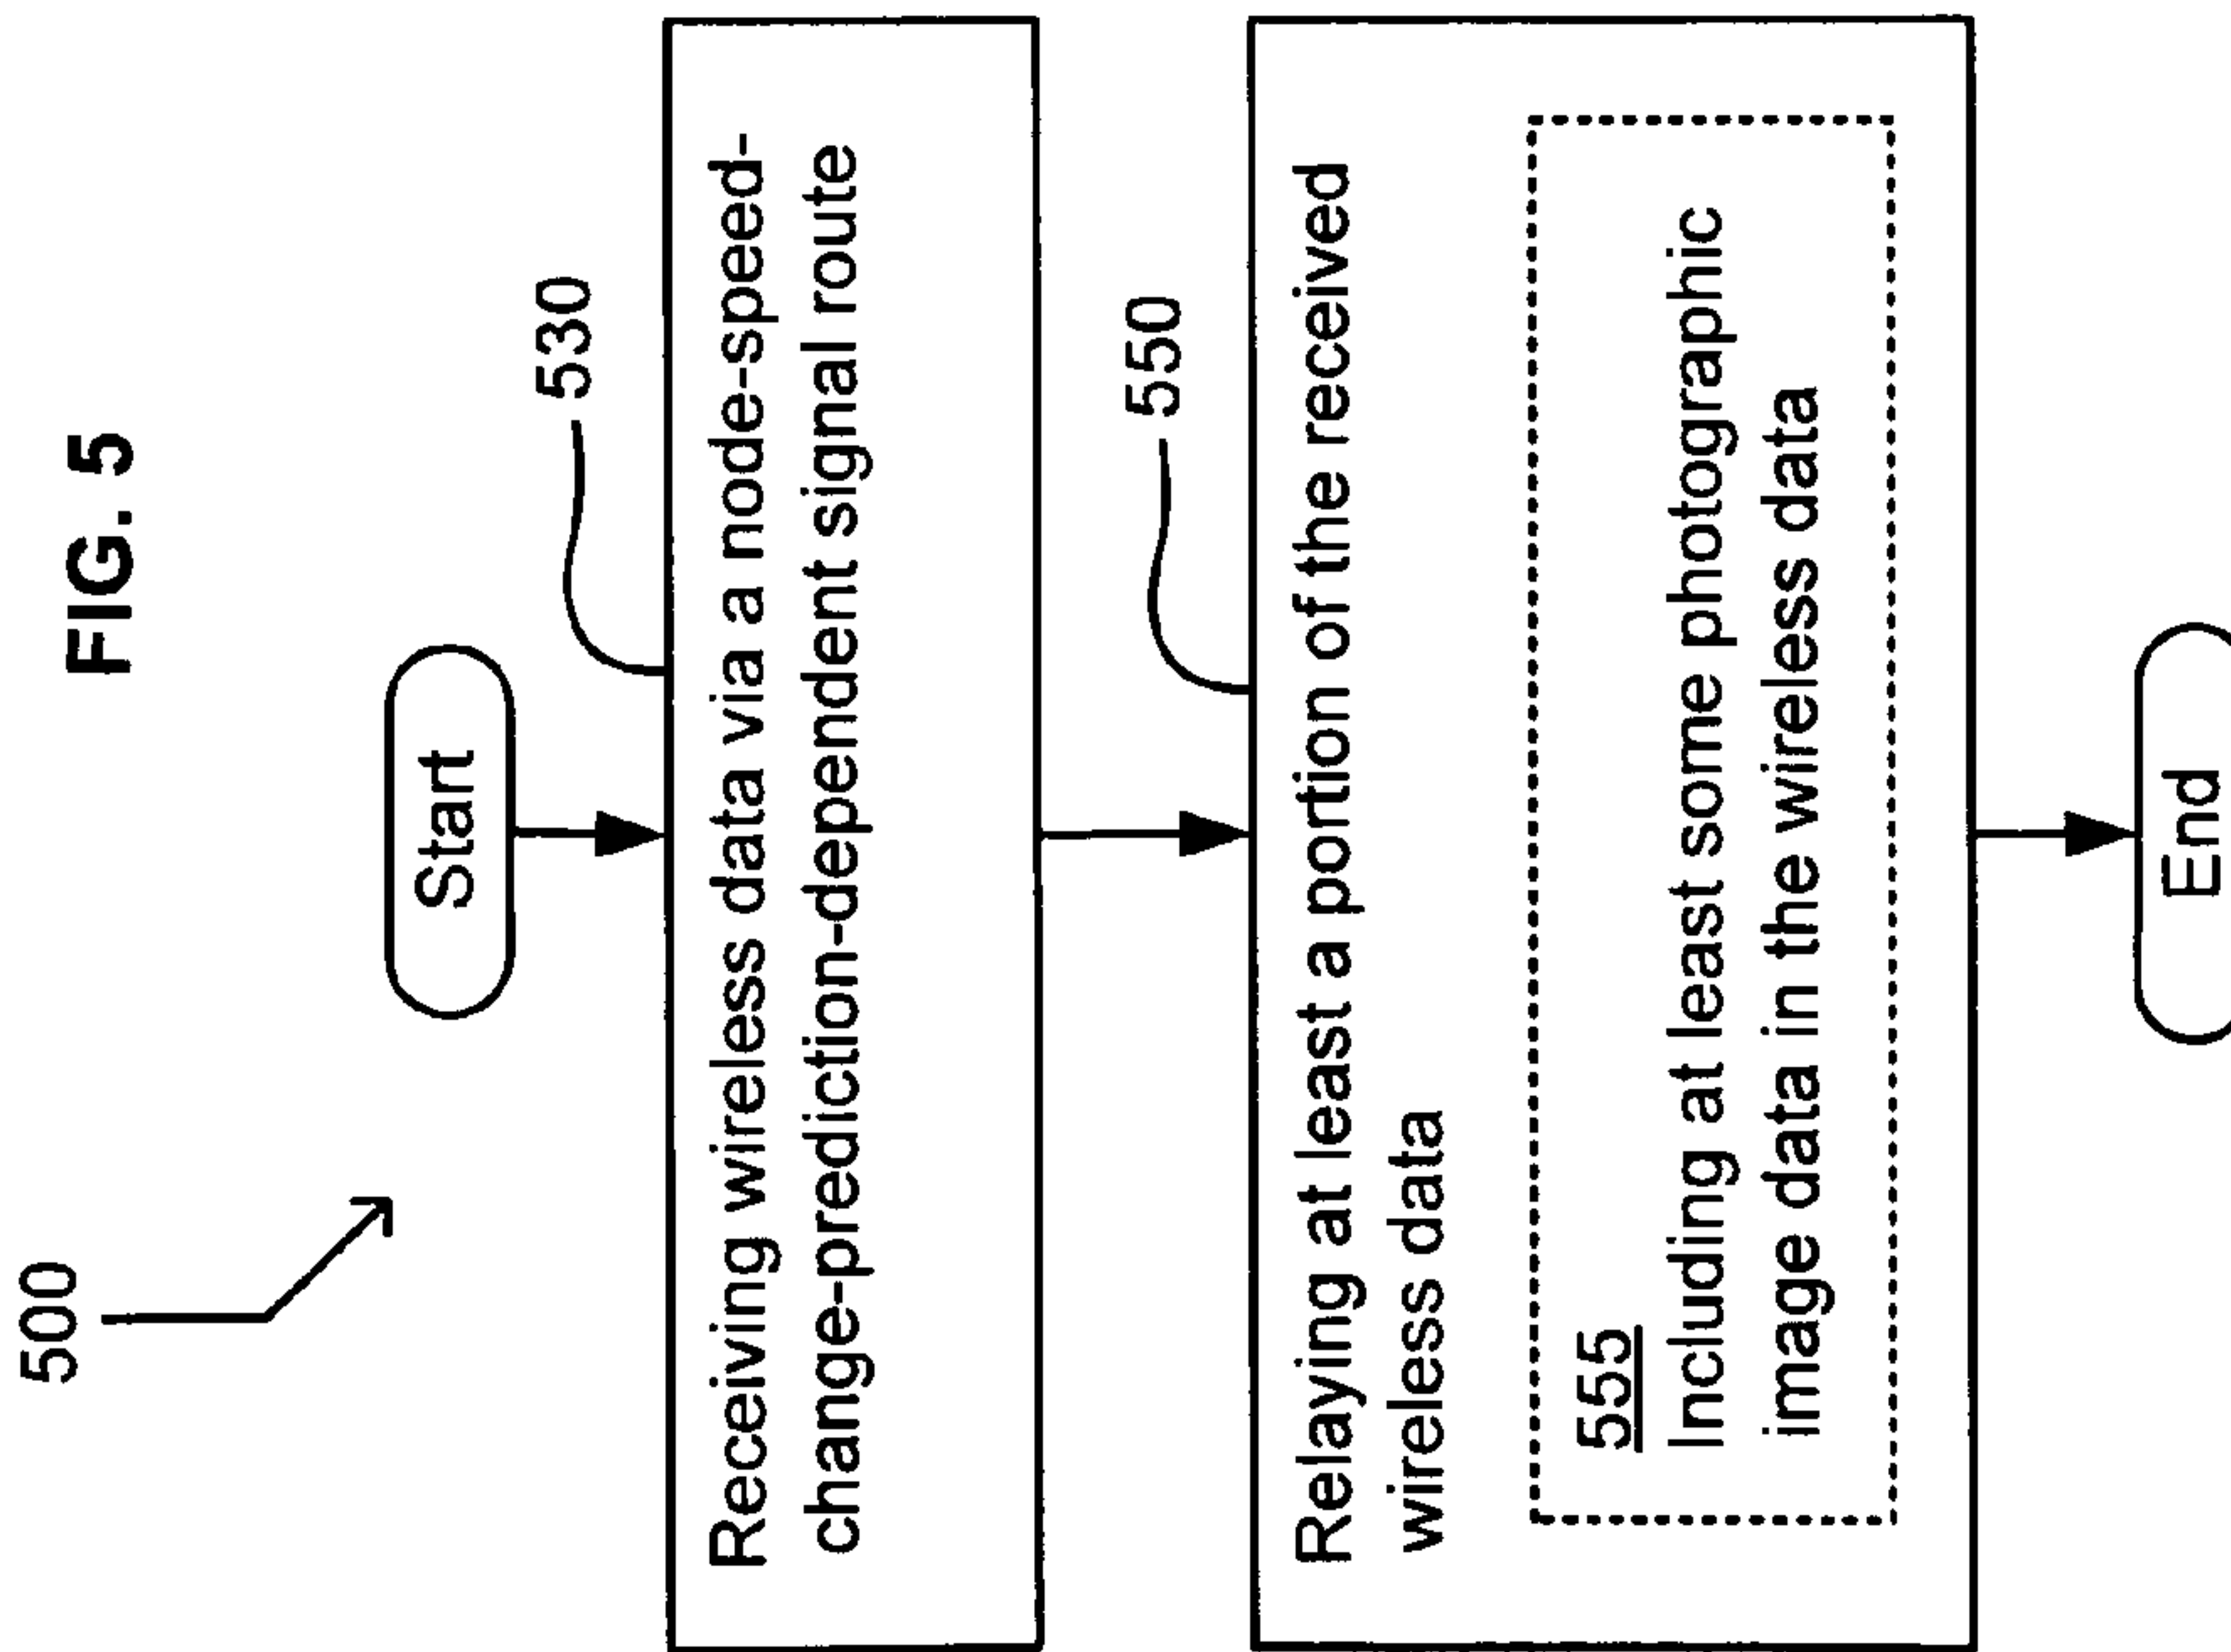 FIG. 5
500
Start
530
Receiving wireless data via a node-speed-
change-prediction-dependent signal route
550
Relaying at least a portion of the received
wireless data
555
Including at least some photographic
image data in the wireless data
End